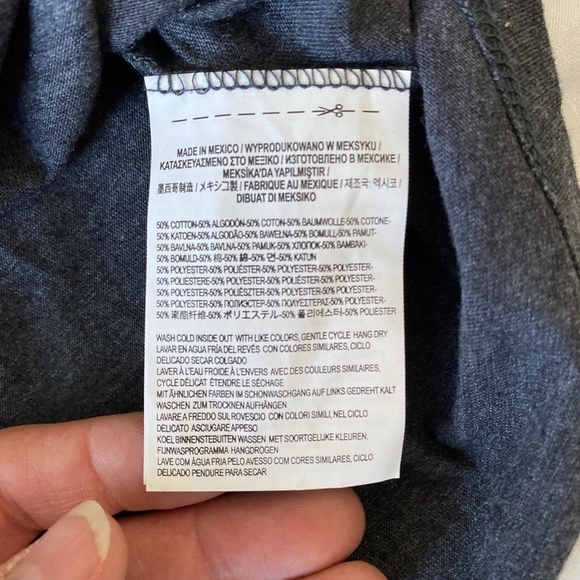 MADE IN MEXICO / WYPRODUKOWANO W MEKSYKU /
ΚΑΤΑΣΚΕΥΑΣΜΕΝΟ ΣΤΟ ΜΕΞΙΚΟ / ИЗГОТОВЛЕНО В МЕКСИКЕ /
MEKSİKA'DA YAPILMIŞTIR /
墨西哥制造 / メキシコ製 / FABRIQUE AU MEXIQUE / 제조국: 멕시코 /
DIBUAT DI MEKSIKO
50% COTTON-50% ALGODÓN-50% COTON-50% BAUMWOLLE-50% COTONE-
50% KATOEN-50% ALGODÃO-50% BAWEŁNA-50% BOMULL-50% PAMUT-
50% BAVLNA-50% BAVLNA-50% PAMUK-50% ХЛОПОК-50% ΒΑΜΒΑΚΙ-
50% BOMULD-50% 棉-50% 綿-50% 면-50% KATUN
50% POLYESTER-50% POLIÉSTER-50% POLYESTER-50% POLYESTER-
50% POLIESTERE-50% POLYESTER-50% POLIÉSTER-50% POLIESTER-
50% POLYESTER-50% POLIÉSZTER-50% POLYESTER-50% POLYESTER-
50% POLYESTER-50% ПОЛИЭСТЕР-50% ΠΟΛΥΕΣΤΕΡΑΣ-50% POLYESTER-
50% 聚酯纤维-50% ポリエステル-50% 폴리에스터-50% POLIESTER
WASH COLD INSIDE OUT WITH LIKE COLORS, GENTLE CYCLE HANG DRY
LAVAR EN AGUA FRÍA DEL REVÉS CON COLORES SIMILARES, CICLO
DELICADO SECAR COLGADO
LAVER À L'EAU FROIDE À L'ENVERS AVEC DES COULEURS SIMILAIRES,
CYCLE DÉLICAT ÉTENDRE LE SÉCHAGE
MIT ÄHNLICHEN FARBEN IM SCHONWASCHGANG AUF LINKS GEDREHT KALT
WASCHEN ZUM TROCKNEN AUFHÄNGEN
LAVARE A FREDDO SUL ROVESCIO CON COLORI SIMILI, NEL CICLO
DELICATO ASCIUGARE APPESO
KOEL BINNENSTEBUITEN WASSEN MET SOORTGELIJKE KLEUREN,
FIJNWASPROGRAMMA HANGDROGEN
LAVE COM ÁGUA FRIA PELO AVESSO COM CORES SIMILARES, CICLO
DELICADO PENDURE PARA SECAR